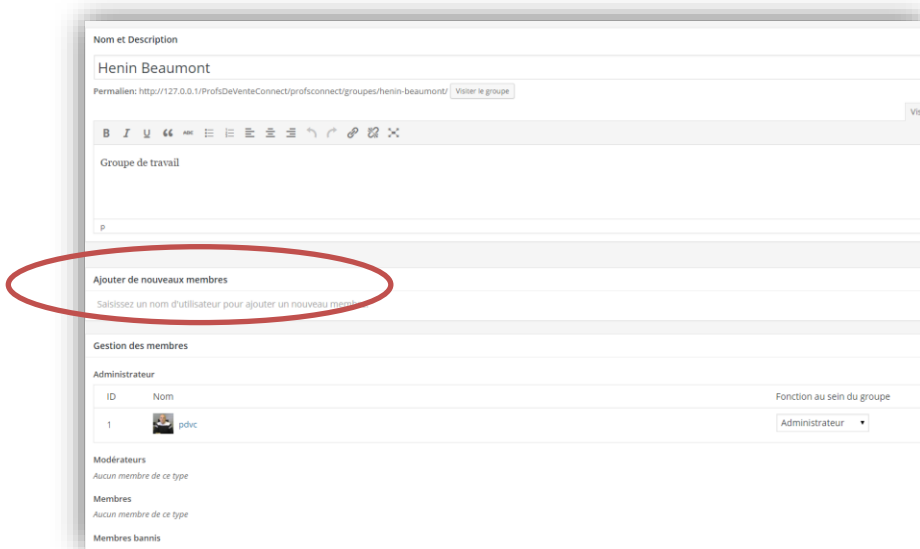 Nom et Description
Henin Beaumont
Permalien: http://127.0.0.1/ProfsDeVenteConnect/profsconnect/groupes/henin-beaumont/ Visiter le groupe
B I U ABC
Groupe de travail
p
Ajouter de nouveaux membres
Saisissez un nom d'utilisateur pour ajouter un nouveau
Gestion des membres
Administrateur
ID Nom Fonction au sein du groupe
1 pdvc Administrateur
Modérateurs
Aucun membre de ce type
Membres
Aucun membre de ce type
Membres bannis